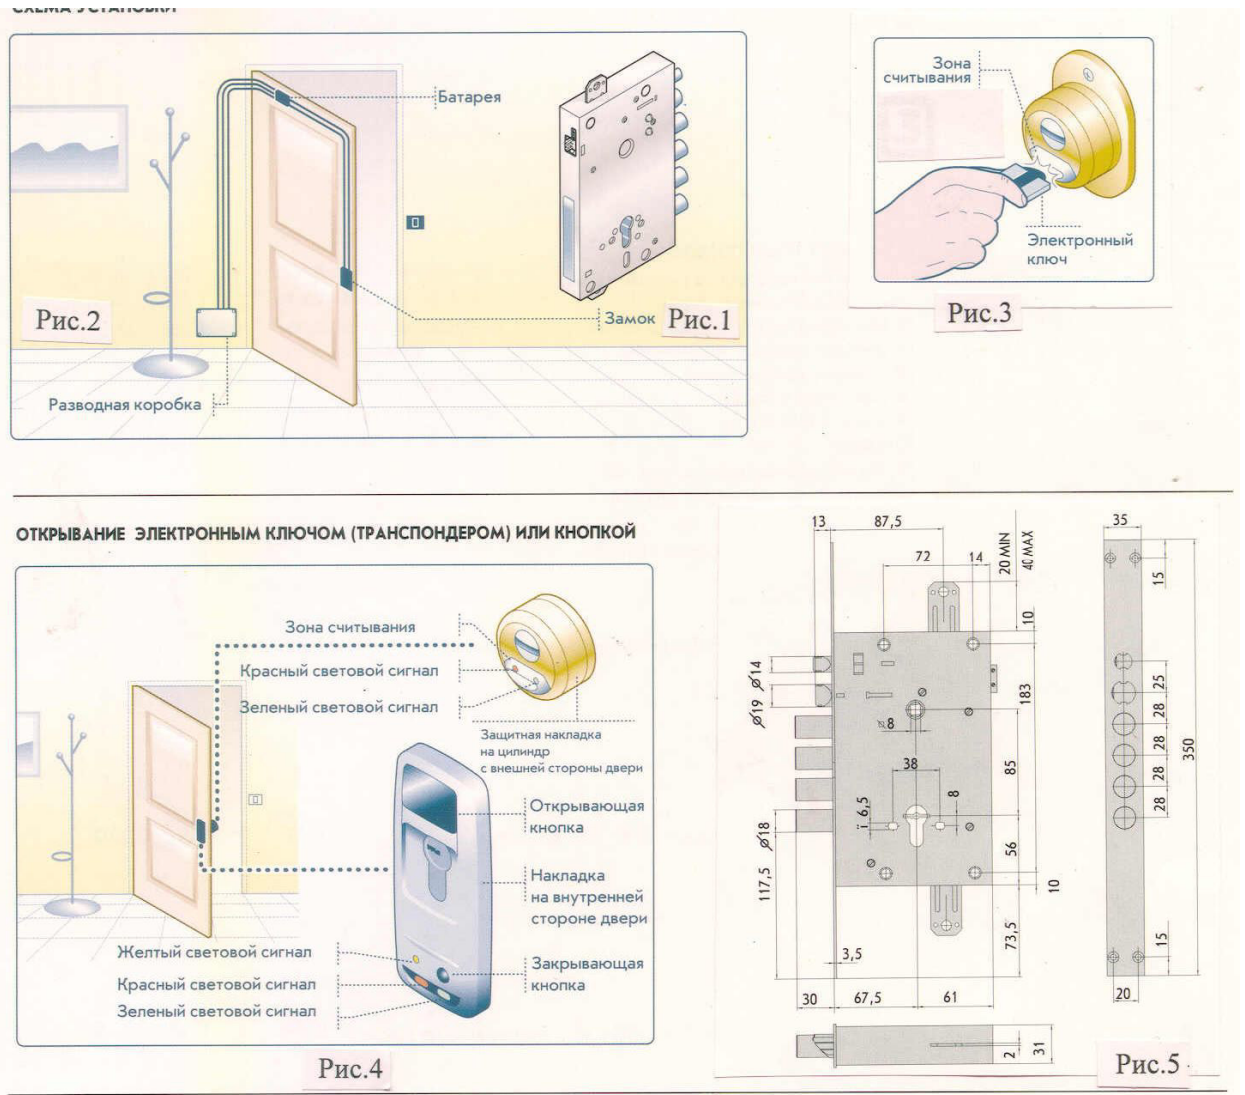 СХЕМА УСТАНОВКИ
Батарея
Замок
Разводная коробка
Рис.2
Рис.1
Зона
считывания
Электронный
ключ
Рис.3
ОТКРЫВАНИЕ ЭЛЕКТРОННЫМ КЛЮЧОМ (ТРАНСПОНДЕРОМ) ИЛИ КНОПКОЙ
Зона считывания
Красный световой сигнал
Зеленый световой сигнал
Защитная накладка
на цилиндр
с внешней стороны двери
Открывающая
кнопка
Накладка
на внутренней
стороне двери
Закрывающая
кнопка
Желтый световой сигнал
Красный световой сигнал
Зеленый световой сигнал
Рис.4
13
87,5
72
14
20 MIN
40 MAX
10
⌀14
⌀19
⌀8
183
38
8
85
6,5
⌀18
56
117,5
10
73,5
3,5
30
67,5
61
2
31
35
15
25
28
28
28
28
350
15
20
Рис.5